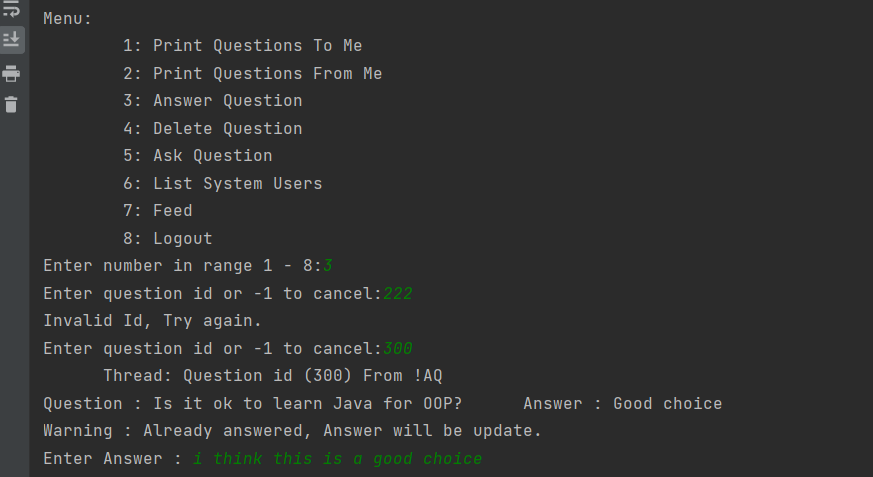 Menu:
1: Print Questions To Me
2: Print Questions From Me
3: Answer Question
4: Delete Question
5: Ask Question
6: List System Users
7: Feed
8: Logout
Enter number in range 1 - 8:3
Enter question id or -1 to cancel:222
Invalid Id, Try again.
Enter question id or -1 to cancel:300
Thread: Question id (300) From !AQ
Question : Is it ok to learn Java for OOP?      Answer : Good choice
Warning : Already answered, Answer will be update.
Enter Answer : i think this is a good choice